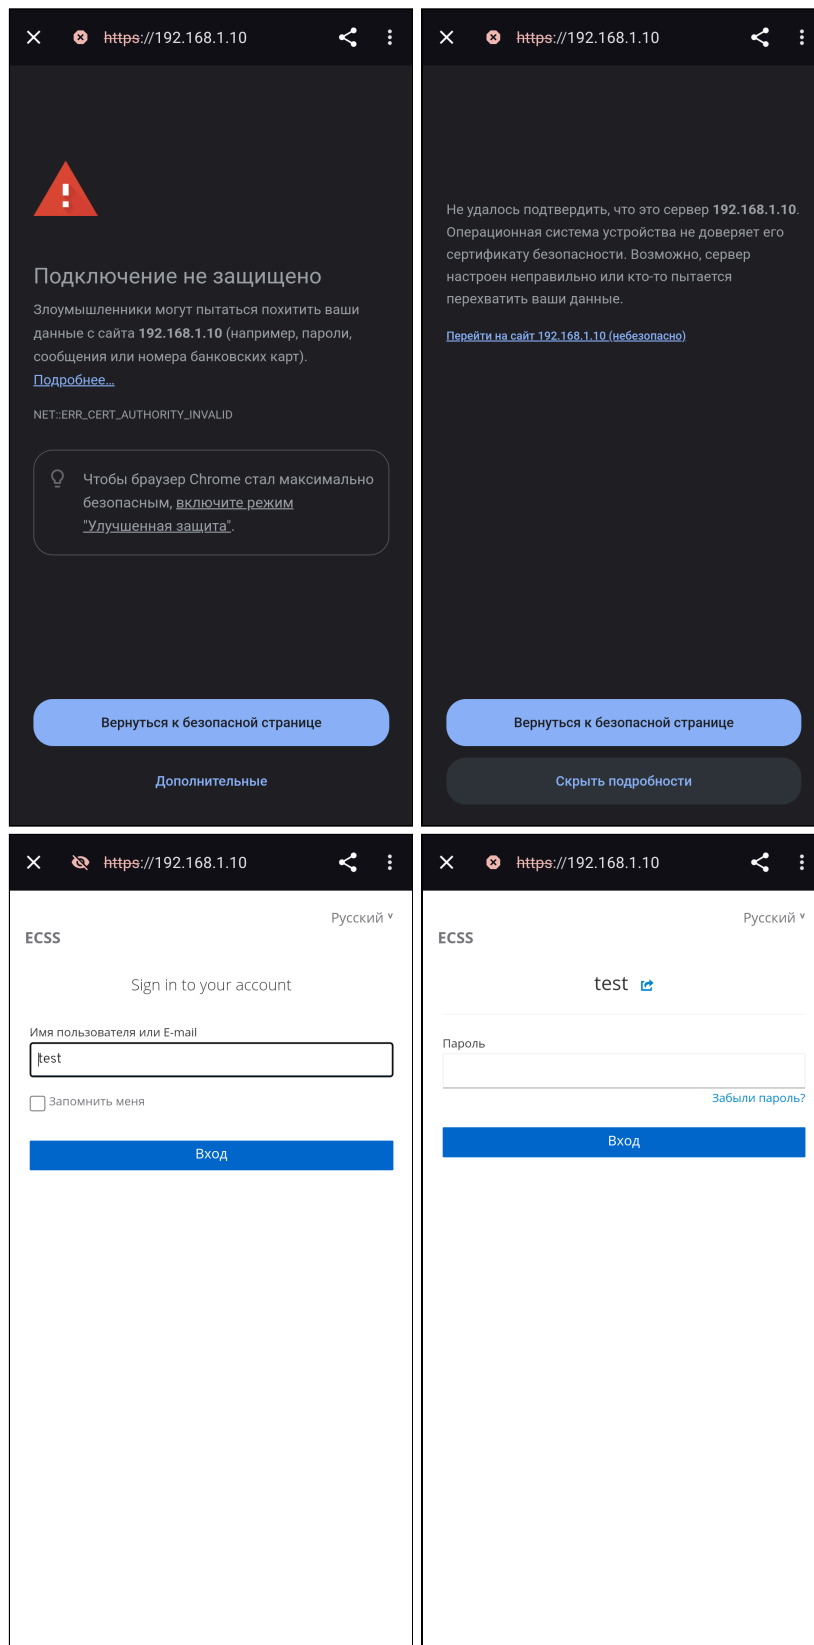 https://192.168.1.10
Подключение не защищено
Злоумышленники могут пытаться похитить ваши
данные с сайта 192.168.1.10 (например, пароли,
сообщения или номера банковских карт).
Подробнее…
NET::ERR_CERT_AUTHORITY_INVALID
Чтобы браузер Chrome стал максимально
безопасным, включите режим
"Улучшенная защита".
Вернуться к безопасной странице
Дополнительные
https://192.168.1.10
Не удалось подтвердить, что это сервер 192.168.1.10.
Операционная система устройства не доверяет его
сертификату безопасности. Возможно, сервер
настроен неправильно или кто-то пытается
перехватить ваши данные.
Перейти на сайт 192.168.1.10 (небезопасно)
Вернуться к безопасной странице
Скрыть подробности
https://192.168.1.10
Русский
ECSS
Sign in to your account
Имя пользователя или E-mail
test
Запомнить меня
Вход
https://192.168.1.10
Русский
ECSS
test
Пароль
Забыли пароль?
Вход